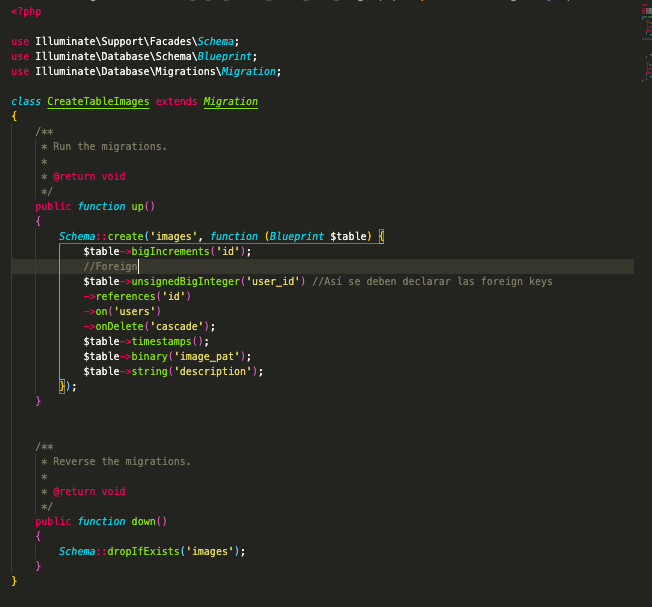 <?php
use Illuminate\Support\Facades\Schema;
use Illuminate\Database\Schema\Blueprint;
use Illuminate\Database\Migrations\Migration;
class CreateTableImages extends Migration
{
    /**
     * Run the migrations.
     *
     * @return void
     */
    public function up()
    {
        Schema::create('images', function (Blueprint $table) {
            $table->bigIncrements('id');
            //Foreign
            $table->unsignedBigInteger('user_id') //Así se deben declarar las foreign keys
            ->references('id')
            ->on('users')
            ->onDelete('cascade');
            $table->timestamps();
            $table->binary('image_pat');
            $table->string('description');
        });
    }
    /**
     * Reverse the migrations.
     *
     * @return void
     */
    public function down()
    {
        Schema::dropIfExists('images');
    }
}